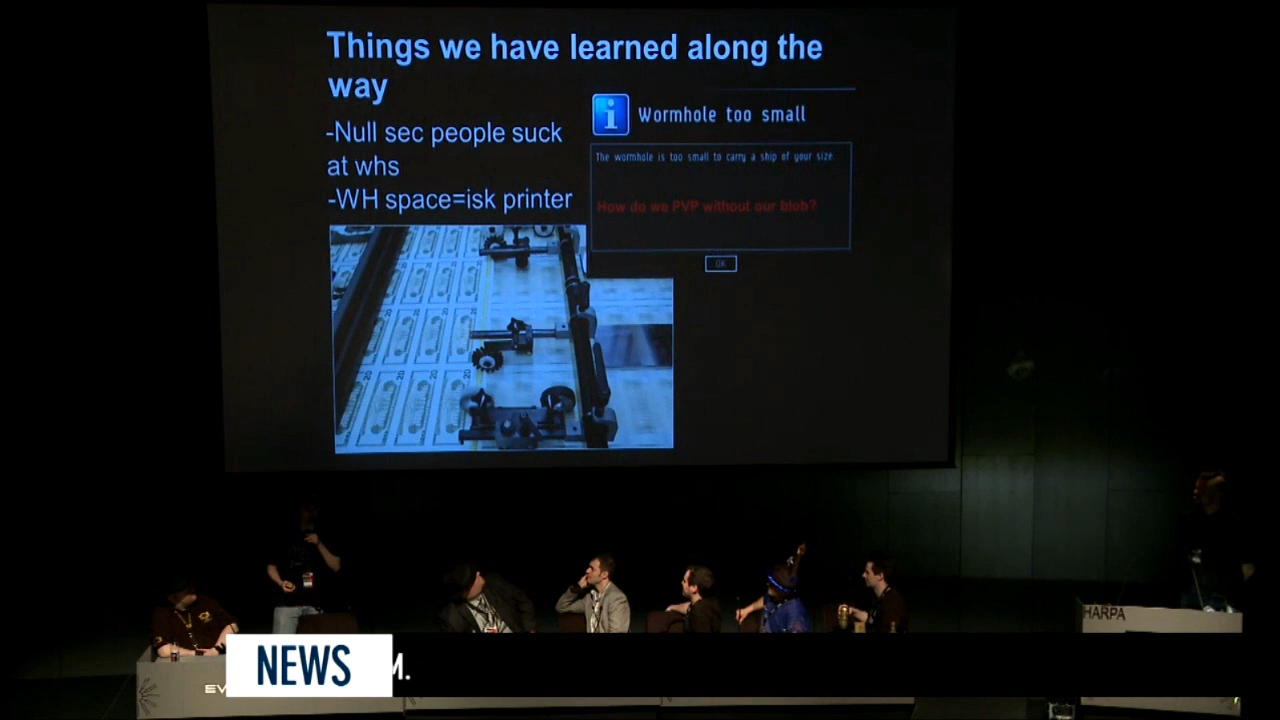 Things we have learned along the
way
-Null sec people suck
at whs
-WH space=isk printer
Wormhole too small
The wormhole is too small to carry a ship of your size.
How do we PVP without our blob?
OK
HARPA
EV
NEWS
M.